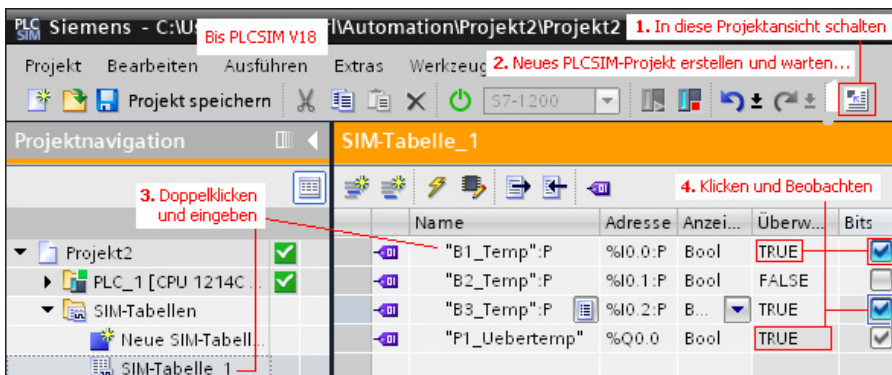 PLC SIM Siemens - C:\U Bis PLCSIM V18 l\Automation\Projekt2\Projekt2 1. In diese Projektansicht schalten
Projekt Bearbeiten Ausführen Extras Werkzeug 2. Neues PLCSIM-Projekt erstellen und warten...
Projekt speichern S7-1200
Projektnavigation SIM-Tabelle_1
3. Doppelklicken
und eingeben
4. Klicken und Beobachten
Name Adresse Anzei... Überw... Bits
Projekt2 "B1_Temp":P %I0.0:P Bool TRUE
PLC_1 [CPU 1214C "B2_Temp":P %I0.1:P Bool FALSE
SIM-Tabellen "B3_Temp":P %I0.2:P B... TRUE
Neue SIM-Tabell... "P1_Uebertemp" %Q0.0 Bool TRUE
SIM-Tabelle_1